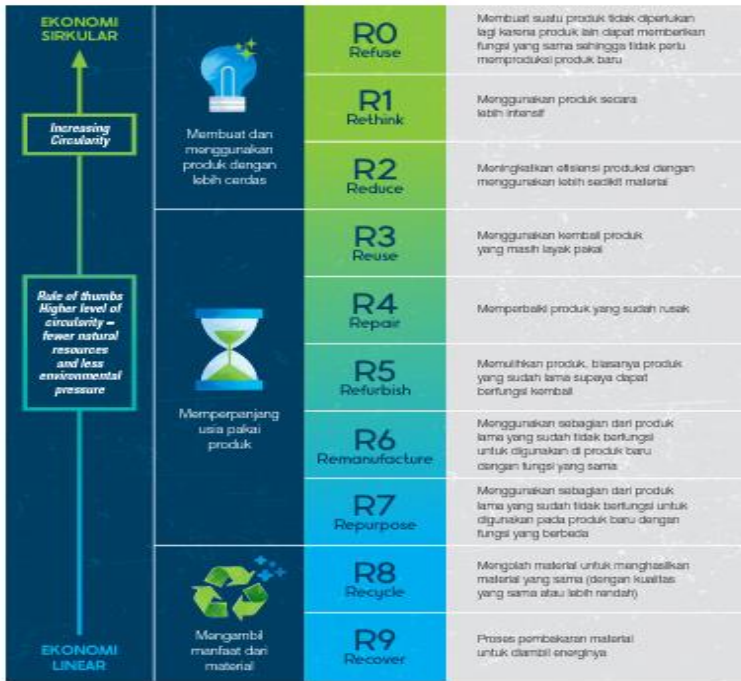 EKONOMI
SIRKULAR
Increasing
Circularity
Rule of thumbs
Higher level of
circularity =
fewer natural
resources
and less
environmental
pressure
EKONOMI
LINEAR
Membuat dan
menggunakan
produk dengan
lebih cerdas
R0
Refuse
Membuat suatu produk tidak diperlukan
lagi karena produk lain dapat memberikan
fungsi yang sama sehingga tidak perlu
memproduksi produk baru
R1
Rethink
Menggunakan produk secara
lebih intensif
R2
Reduce
Meningkatkan efisiensi produksi dengan
menggunakan lebih sedikit material
Memperpanjang
usia pakai
produk
R3
Reuse
Menggunakan kembali produk
yang masih layak pakai
R4
Repair
Memperbaiki produk yang sudah rusak
R5
Refurbish
Memulihkan produk, biasanya produk
yang sudah lama supaya dapat
berfungsi kembali
R6
Remanufacture
Menggunakan sebagian dari produk
lama yang sudah tidak berfungsi
untuk digunakan di produk baru
dengan fungsi yang sama
R7
Repurpose
Menggunakan sebagian dari produk
lama yang sudah tidak berfungsi untuk
digunakan pada produk baru dengan
fungsi yang berbeda
Mengambil
manfaat dari
material
R8
Recycle
Mengolah material untuk menghasilkan
material yang sama (dengan kualitas
yang sama atau lebih rendah)
R9
Recover
Proses pembakaran material
untuk diambil energinya